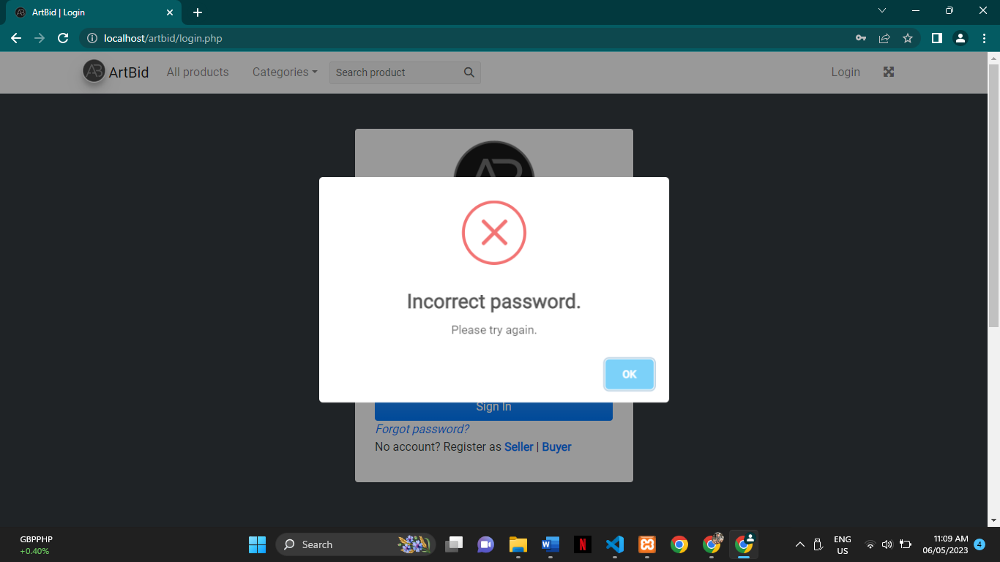 ArtBid | Login
localhost/artbid/login.php
ArtBid
All products
Categories
Search product
Login
Incorrect password.
Please try again.
OK
Sign In
Forgot password?
No account? Register as Seller | Buyer
GBPPHP
+0.40%
Search
ENG
US
11:09 AM
06/05/2023
4